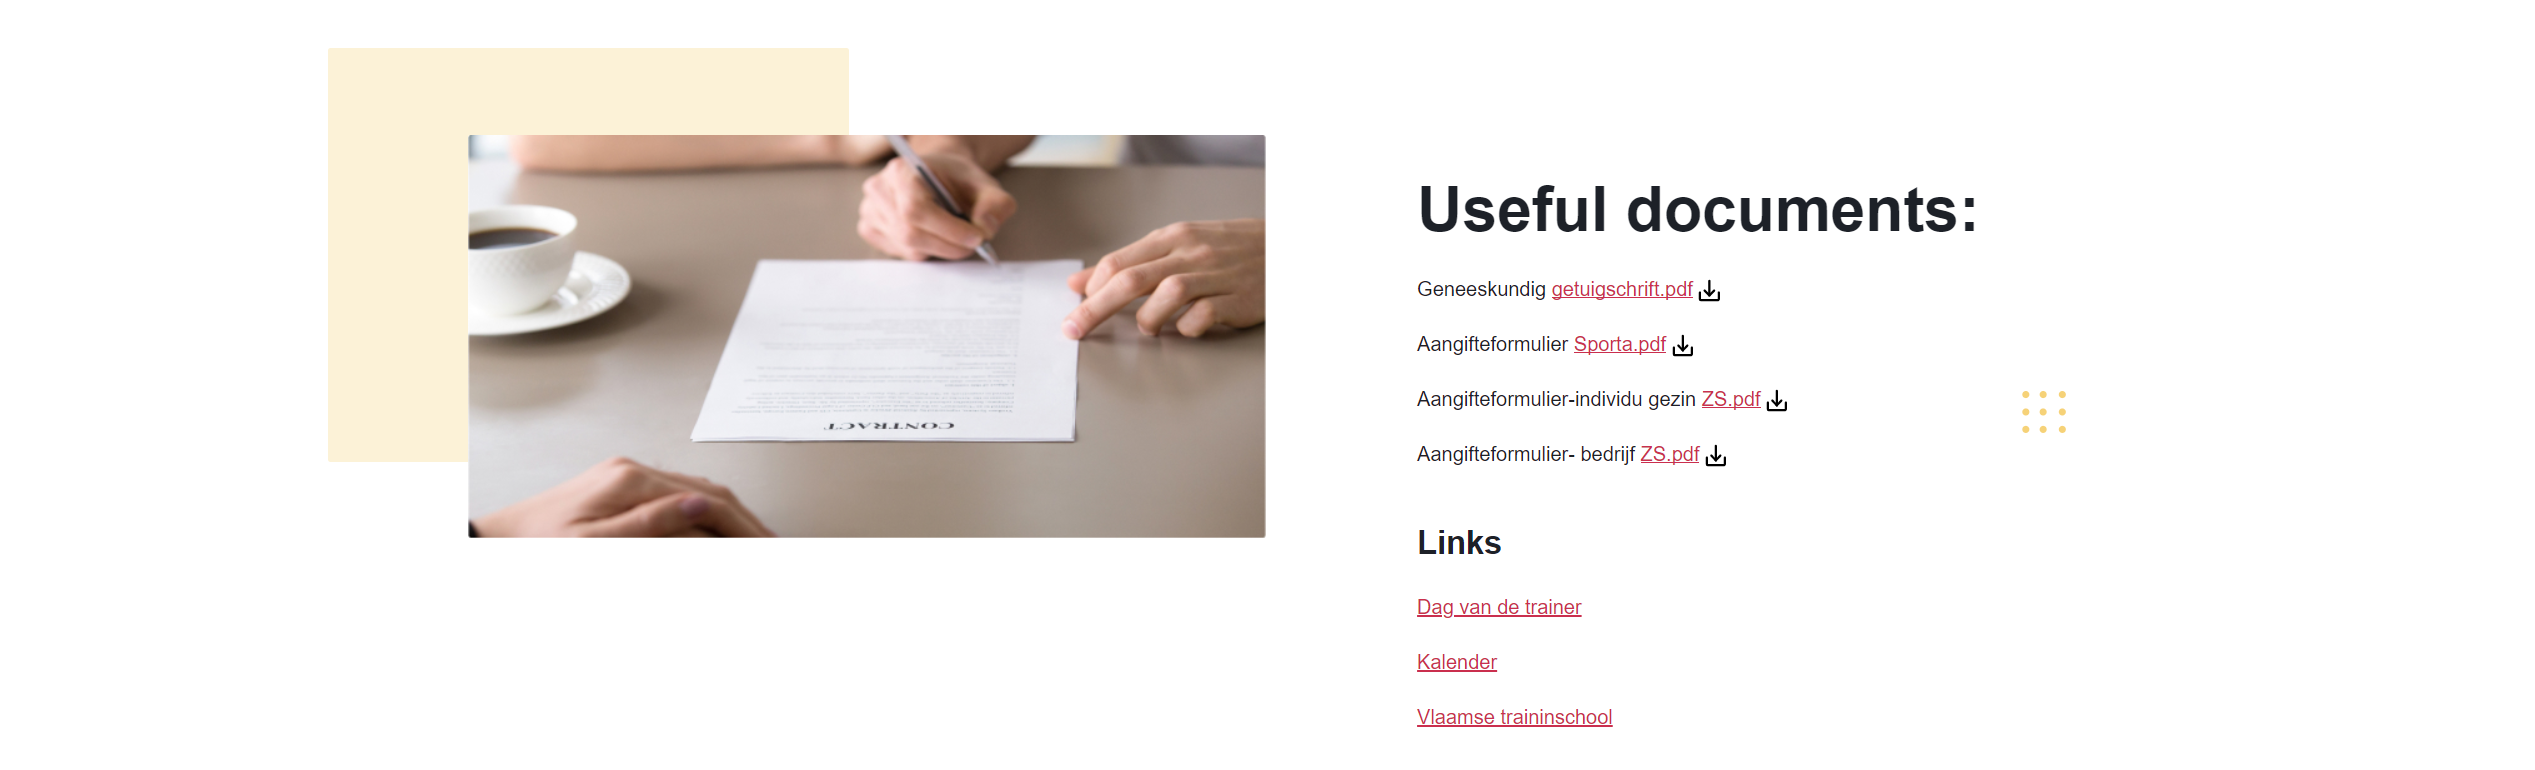 Useful documents:
Geneeskundig getuigschrift.pdf
Aangifteformulier Sporta.pdf
Aangifteformulier-individu gezin ZS.pdf
Aangifteformulier- bedrijf ZS.pdf
Links
Dag van de trainer
Kalender
Vlaamse traininschool
CONTRACT